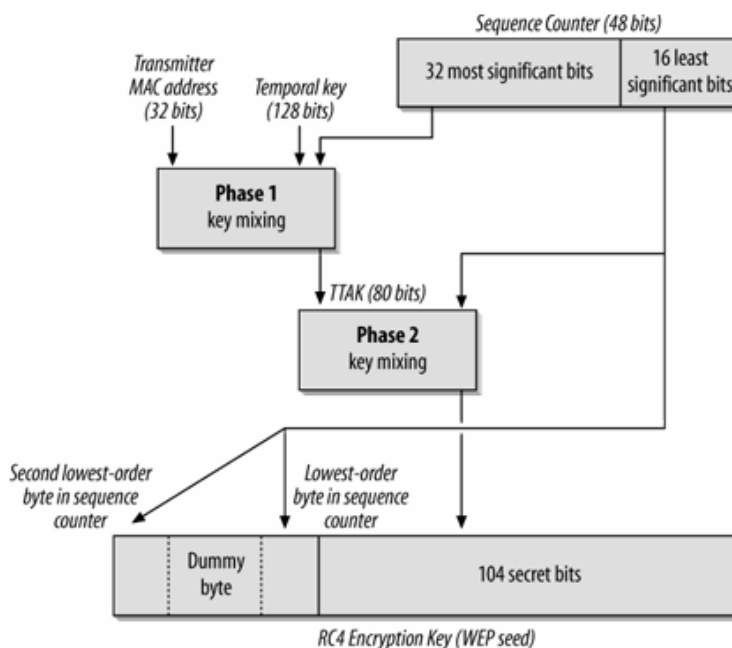 Sequence Counter (48 bits)
32 most significant bits
16 least
significant bits
Transmitter
MAC address
(32 bits)
Temporal key
(128 bits)
Phase 1
key mixing
TTAK (80 bits)
Phase 2
key mixing
Second lowest-order
byte in sequence
counter
Lowest-order
byte in sequence
counter
Dummy
byte
104 secret bits
RC4 Encryption Key (WEP seed)